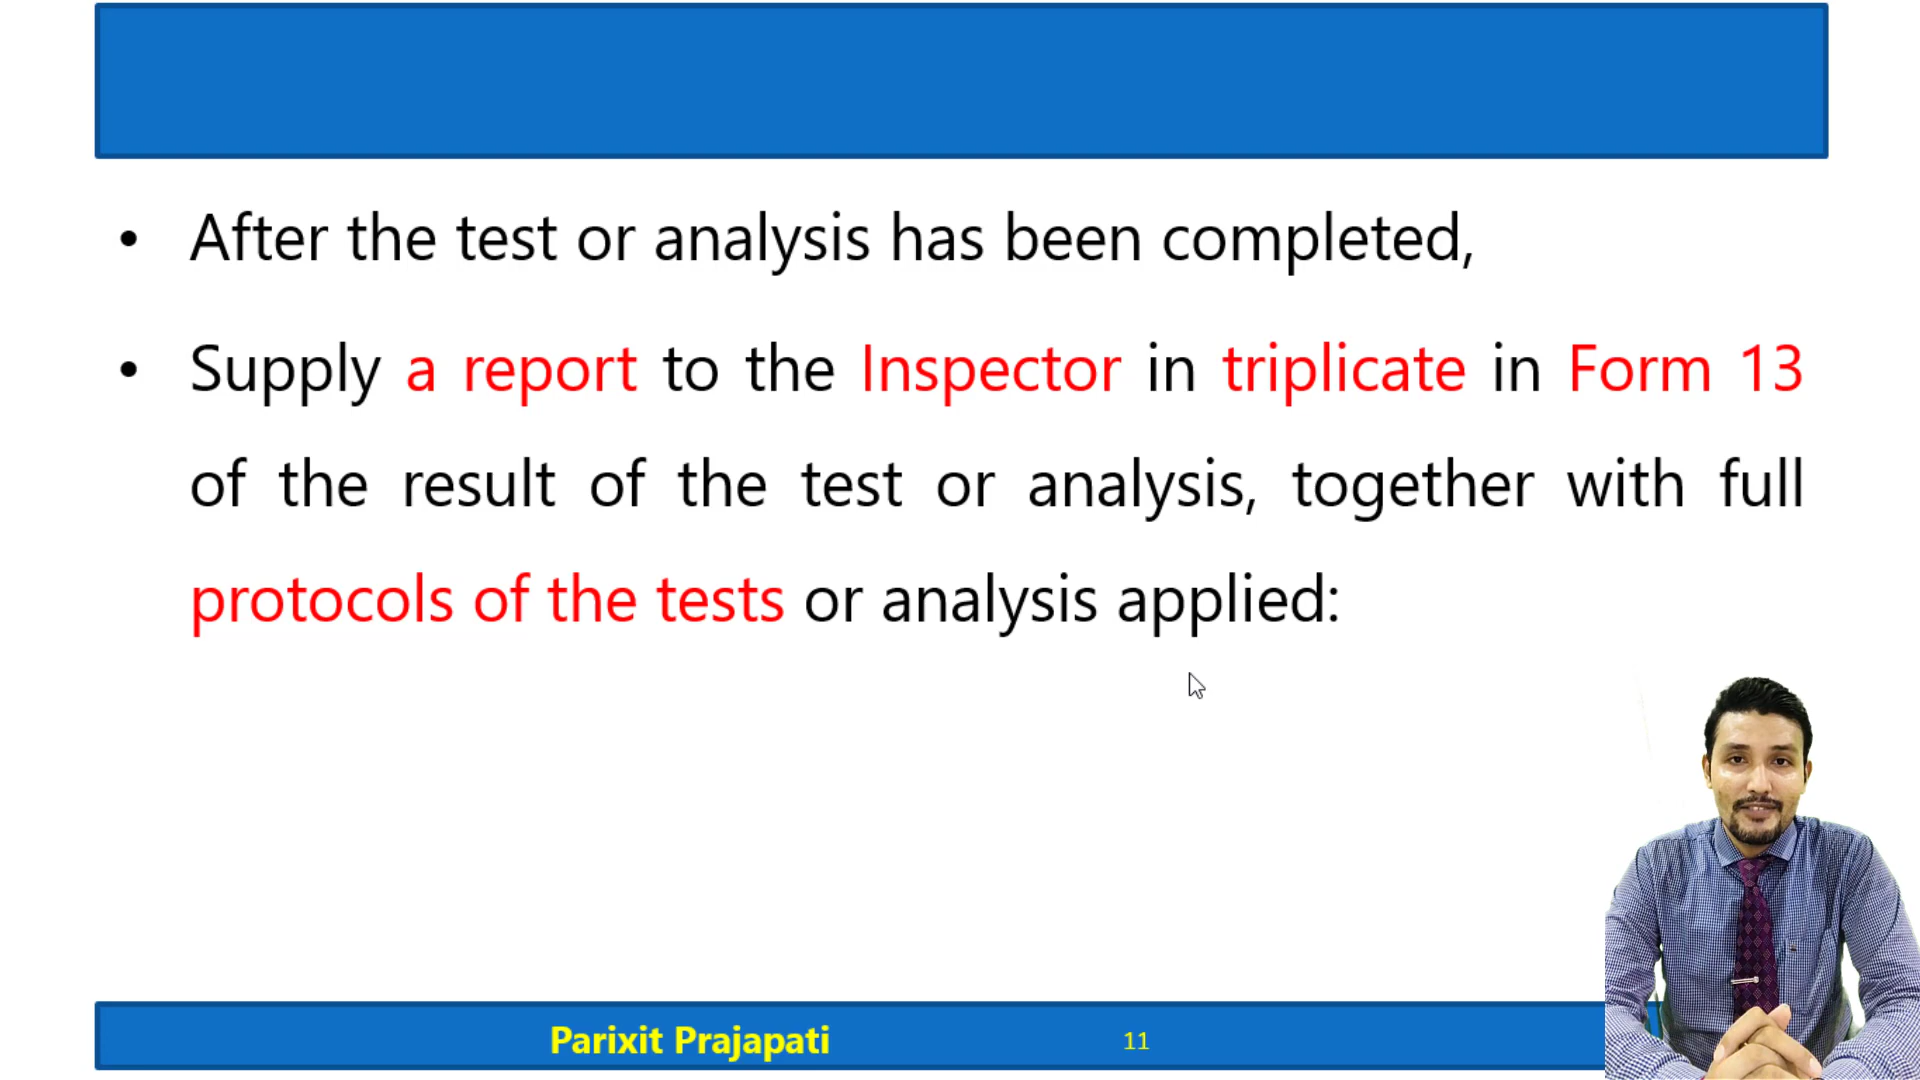 • After the test or analysis has been completed,
• Supply a report to the Inspector in triplicate in Form 13
of the result of the test or analysis, together with full
protocols of the tests or analysis applied:
Parixit Prajapati 11